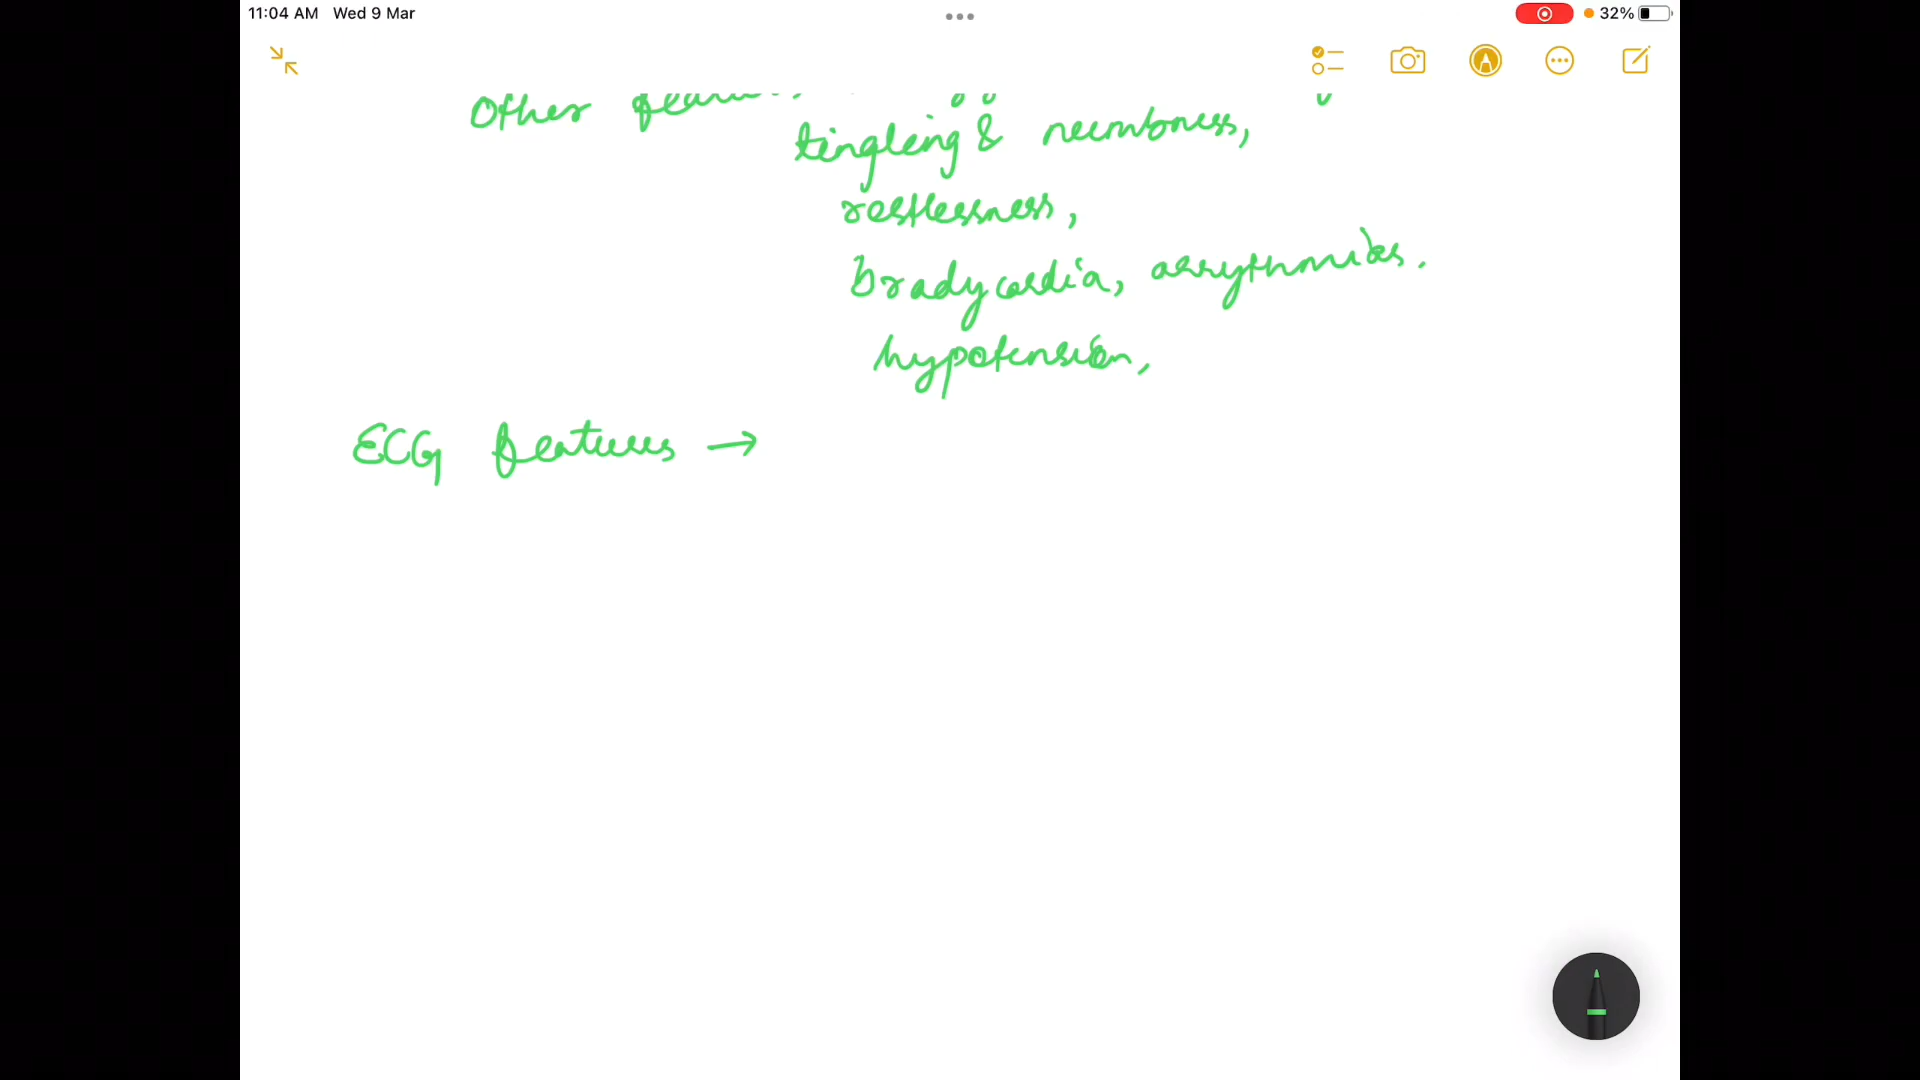 11:04 AM Wed 9 Mar
32%
Other
tingling & numbness,
restlessness,
bradycardia, arrythmias.
hypotension,
ECG features →